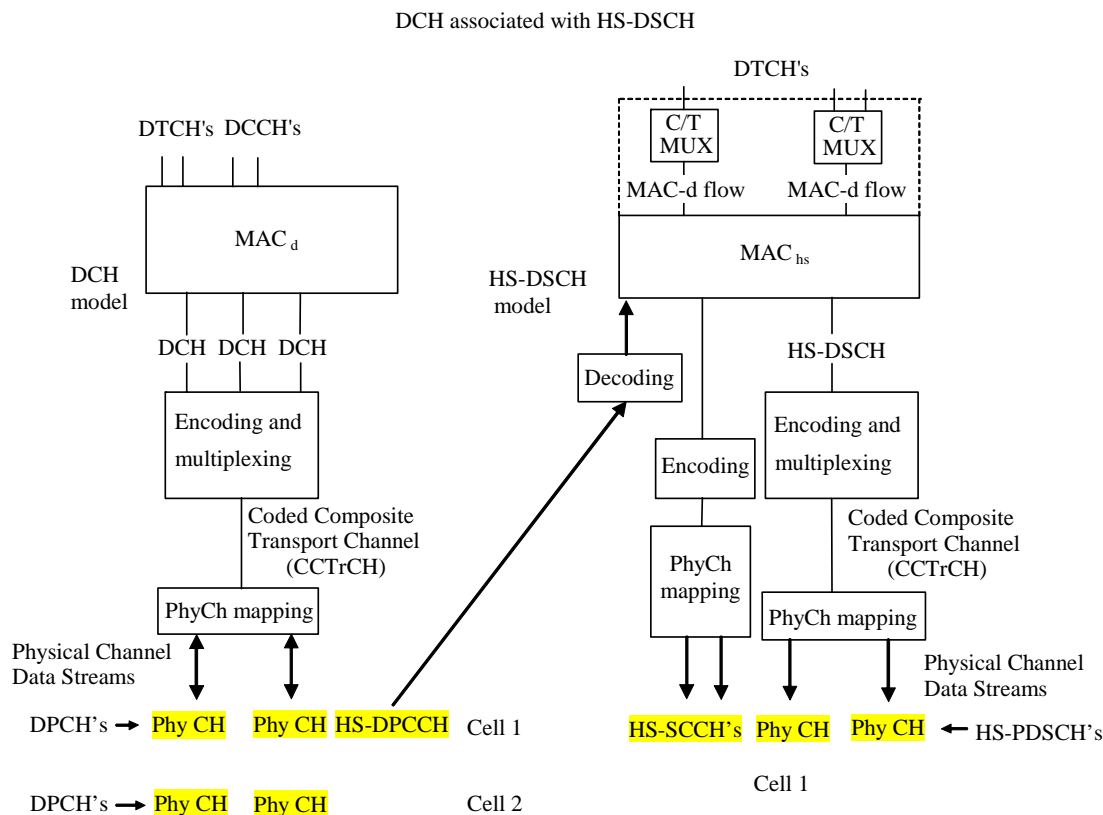 DCH associated with HS-DSCH
DTCH's
C/T
MUX
C/T
MUX
MAC-d flow
MAC-d flow
DTCH's DCCH's
MAC d
MAC hs
DCH
model
HS-DSCH
model
DCH DCH DCH
HS-DSCH
Decoding
Encoding and
multiplexing
Encoding
Encoding and
multiplexing
Coded Composite
Transport Channel
(CCTrCH)
Coded Composite
Transport Channel
(CCTrCH)
PhyCh
mapping
PhyCh mapping
PhyCh mapping
Physical Channel
Data Streams
Physical Channel
Data Streams
DPCH's Phy CH Phy CH HS-DPCCH Cell 1
HS-SCCH's Phy CH Phy CH HS-PDSCH's
Cell 1
DPCH's Phy CH Phy CH Cell 2